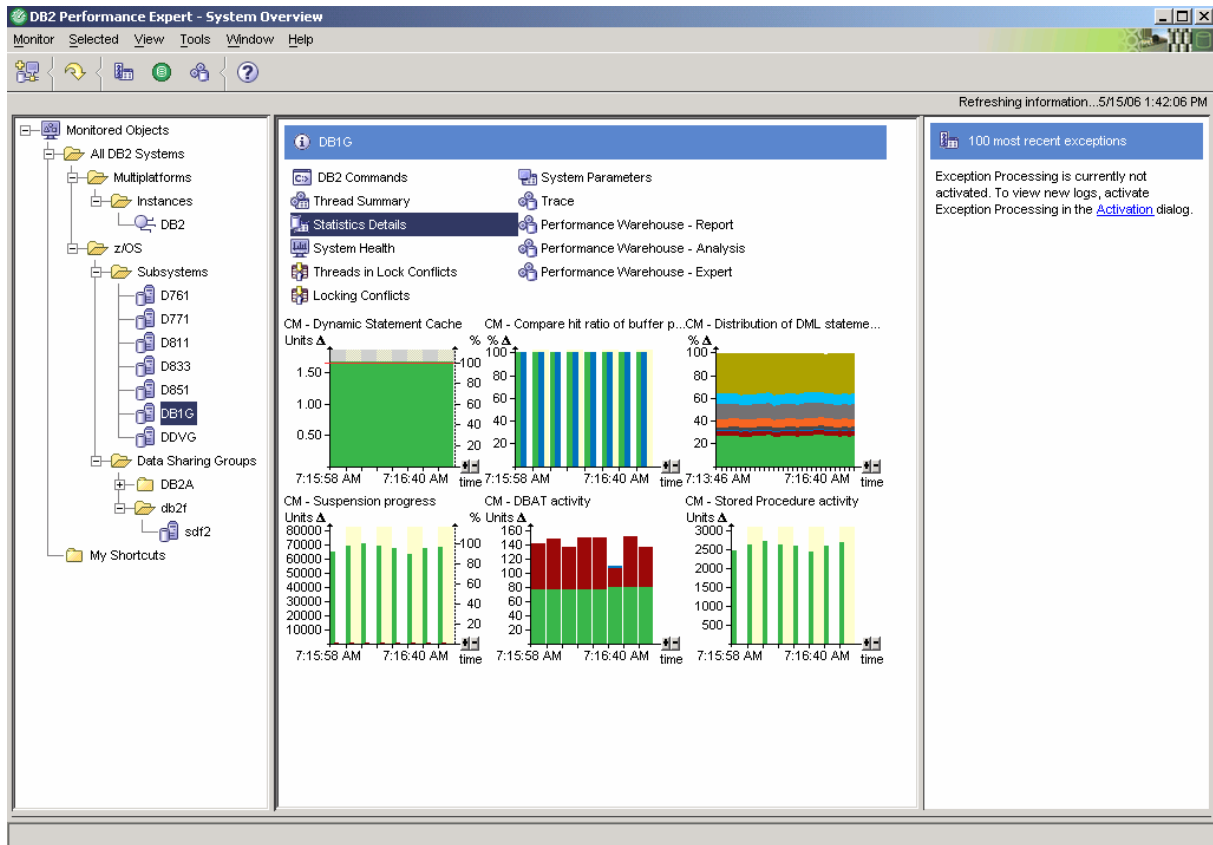 DB2 Performance Expert - System Overview
Monitor Selected View Tools Window Help
Refreshing information...5/15/06 1:42:06 PM
Monitored Objects
All DB2 Systems
Multiplatforms
Instances
DB2
z/OS
Subsystems
D761
D771
D811
D833
D851
DB1G
DDVG
Data Sharing Groups
DB2A
db2f
sdf2
My Shortcuts
DB1G
DB2 Commands
System Parameters
Thread Summary
Trace
Statistics Details
Performance Warehouse - Report
System Health
Performance Warehouse - Analysis
Threads in Lock Conflicts
Performance Warehouse - Expert
Locking Conflicts
CM - Dynamic Statement Cache
Units Δ
%
1.50
1.00
0.50
100
80
60
40
20
7:15:58 AM 7:16:40 AM time
CM - Compare hit ratio of buffer p...
% Δ
100
80
60
40
20
7:15:58 AM 7:16:40 AM time
CM - Distribution of DML stateme...
% Δ
100
80
60
40
20
7:13:46 AM 7:16:40 AM time
CM - Suspension progress
Units Δ
%
80000
70000
60000
50000
40000
30000
20000
10000
100
80
60
40
20
7:15:58 AM 7:16:40 AM time
CM - DBAT activity
Units Δ
160
140
120
100
80
60
40
20
7:15:58 AM 7:16:40 AM time
CM - Stored Procedure activity
Units Δ
3000
2500
2000
1500
1000
500
7:15:58 AM 7:16:40 AM time
100 most recent exceptions
Exception Processing is currently not
activated. To view new logs, activate
Exception Processing in the Activation dialog.